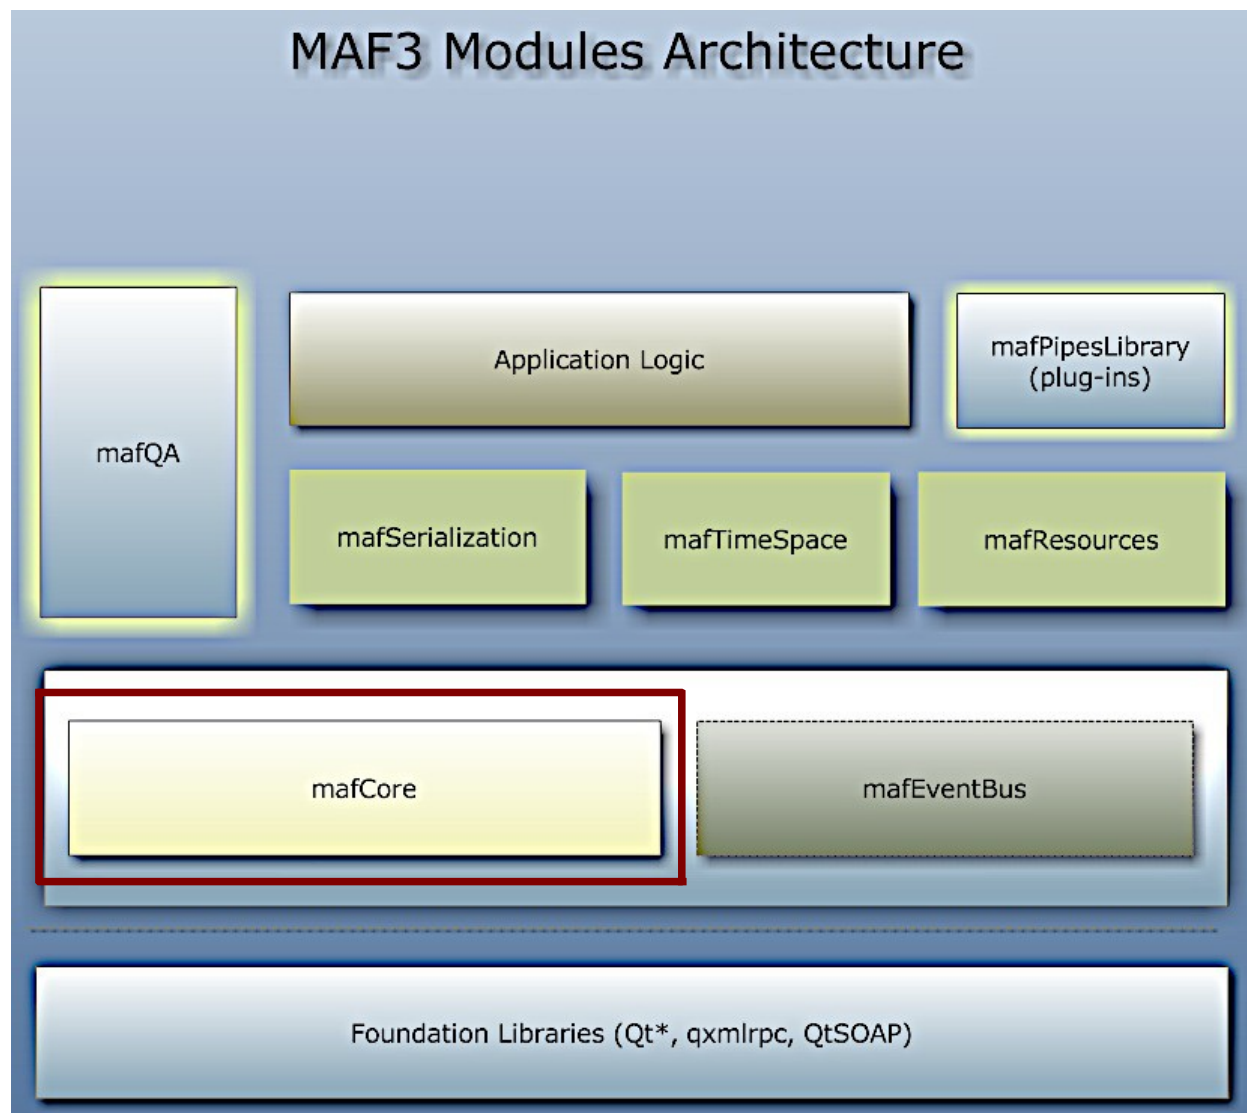 MAF3 Modules Architecture
mafQA
Application Logic
mafPipesLibrary
(plug-ins)
mafSerialization
mafTimeSpace
mafResources
mafCore
mafEventBus
Foundation Libraries (Qt*, qxmlrpc, QtSOAP)